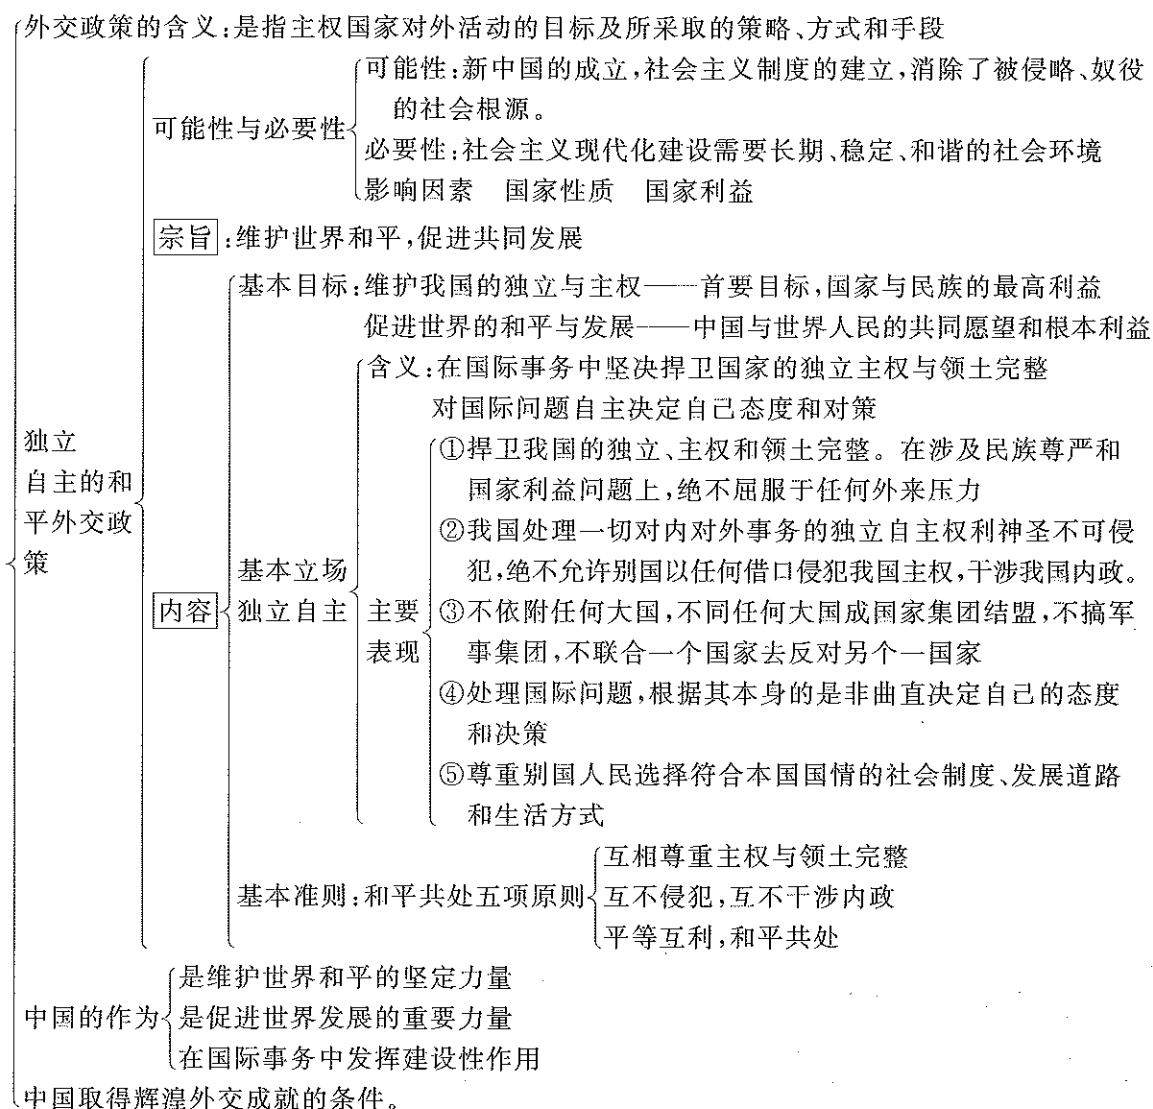 外交政策的含义:是指主权国家对外活动的目标及所采取的策略、方式和手段
可能性:新中国的成立,社会主义制度的建立,消除了被侵略、奴役
的社会根源。
可能性与必要性
必要性:社会主义现代化建设需要长期、稳定、和谐的社会环境
影响因素 国家性质 国家利益
宗旨:维护世界和平,促进共同发展
基本目标:维护我国的独立与主权——首要目标,国家与民族的最高利益
促进世界的和平与发展——中国与世界人民的共同愿望和根本利益
含义:在国际事务中坚决捍卫国家的独立主权与领土完整
对国际问题自主决定自己态度和对策
独立
自主的和
平外交政
策
①捍卫我国的独立、主权和领土完整。在涉及民族尊严和
国家利益问题上,绝不屈服于任何外来压力
②我国处理一切对内对外事务的独立自主权利神圣不可侵
犯,绝不允许别国以任何借口侵犯我国主权,干涉我国内政。
内容
基本立场
独立自主
主要
表现
③不依附任何大国,不同任何大国成国家集团结盟,不搞军
事集团,不联合一个国家去反对另个一国家
④处理国际问题,根据其本身的是非曲直决定自己的态度
和决策
⑤尊重别国人民选择符合本国国情的社会制度、发展道路
和生活方式
基本准则:和平共处五项原则
互相尊重主权与领土完整
互不侵犯,互不干涉内政
平等互利,和平共处
中国的作为
是维护世界和平的坚定力量
是促进世界发展的重要力量
在国际事务中发挥建设性作用
中国取得辉湟外交成就的条件。